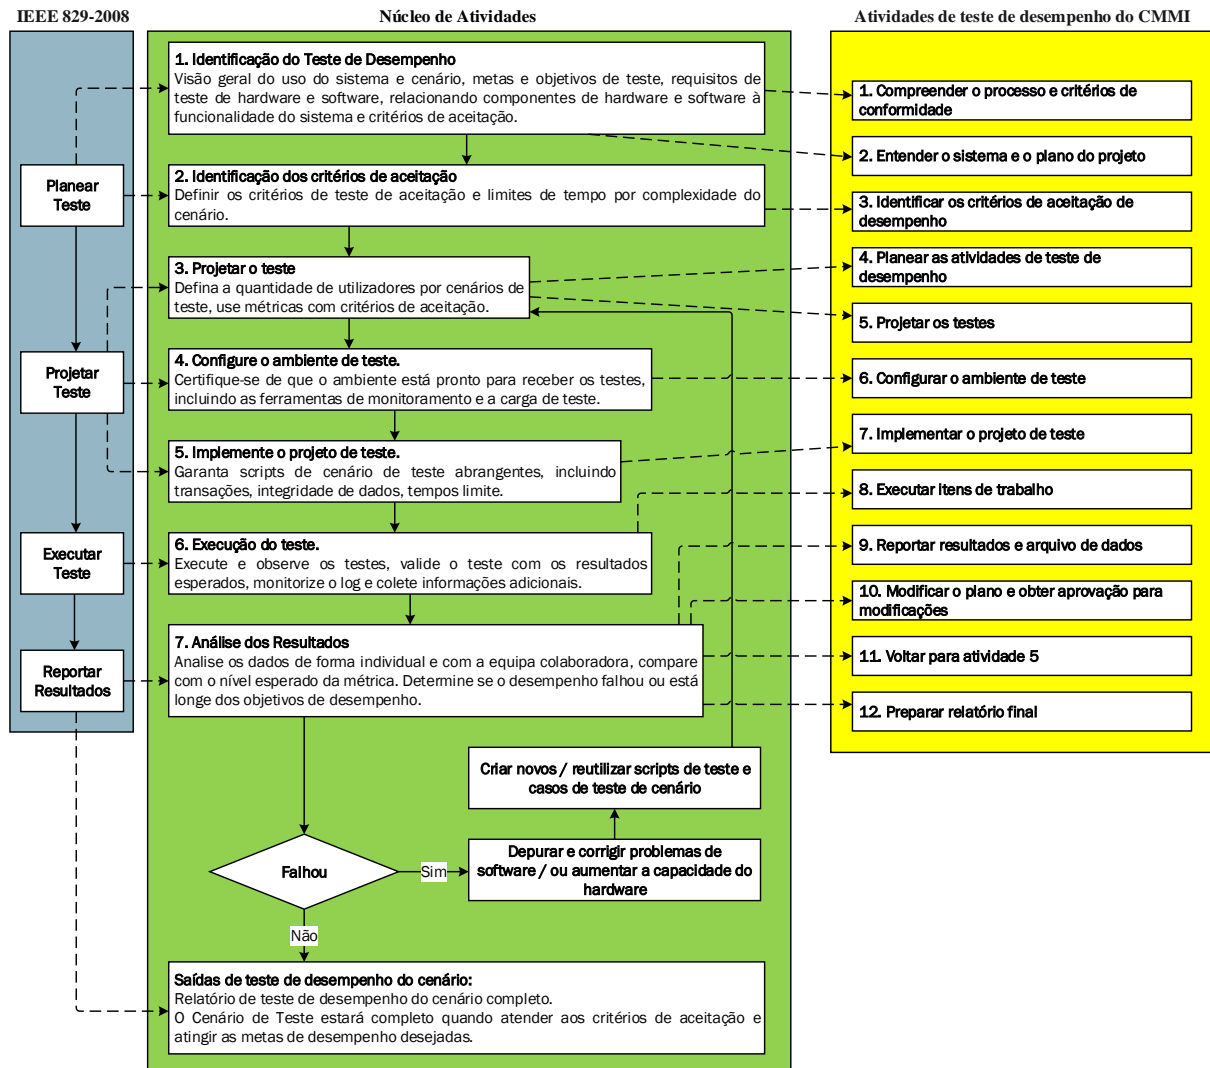 IEEE 829-2008
Planear
Teste
Projetar
Teste
Executar
Teste
Reportar
Resultados
Núcleo de Atividades
1. Identificação do Teste de Desempenho
Visão geral do uso do sistema e cenário, metas e objetivos de teste, requisitos de
teste de hardware e software, relacionando componentes de hardware e software à
funcionalidade do sistema e critérios de aceitação.
2. Identificação dos critérios de aceitação
Definir os critérios de teste de aceitação e limites de tempo por complexidade do
cenário.
3. Projetar o teste
Defina a quantidade de utilizadores por cenários de
teste, use métricas com critérios de aceitação.
4. Configure o ambiente de teste.
Certifique-se de que o ambiente está pronto para receber os testes,
incluindo as ferramentas de monitoramento e a carga de teste.
5. Implemente o projeto de teste.
Garanta scripts de cenário de teste abrangentes, incluindo
transações, integridade de dados, tempos limite.
6. Execução do teste.
Execute e observe os testes, valide o teste com os resultados
esperados, monitorize o log e colete informações adicionais.
7. Análise dos Resultados
Analise os dados de forma individual e com a equipa colaboradora, compare
com o nível esperado da métrica. Determine se o desempenho falhou ou está
longe dos objetivos de desempenho.
Criar novos / reutilizar scripts de teste e
casos de teste de cenário
Depurar e corrigir problemas de
software / ou aumentar a capacidade do
hardware
Falhou
Sim
Não
Saídas de teste de desempenho do cenário:
Relatório de teste de desempenho do cenário completo.
O Cenário de Teste estará completo quando atender aos critérios de aceitação e
atingir as metas de desempenho desejadas.
Atividades de teste de desempenho do CMMI
1. Compreender o processo e critérios de
conformidade
2. Entender o sistema e o plano do projeto
3. Identificar os critérios de aceitação de
desempenho
4. Planear as atividades de teste de
desempenho
5. Projetar os testes
6. Configurar o ambiente de teste
7. Implementar o projeto de teste
8. Executar itens de trabalho
9. Reportar resultados e arquivo de dados
10. Modificar o plano e obter aprovação para
modificações
11. Voltar para atividade 5
12. Preparar relatório final